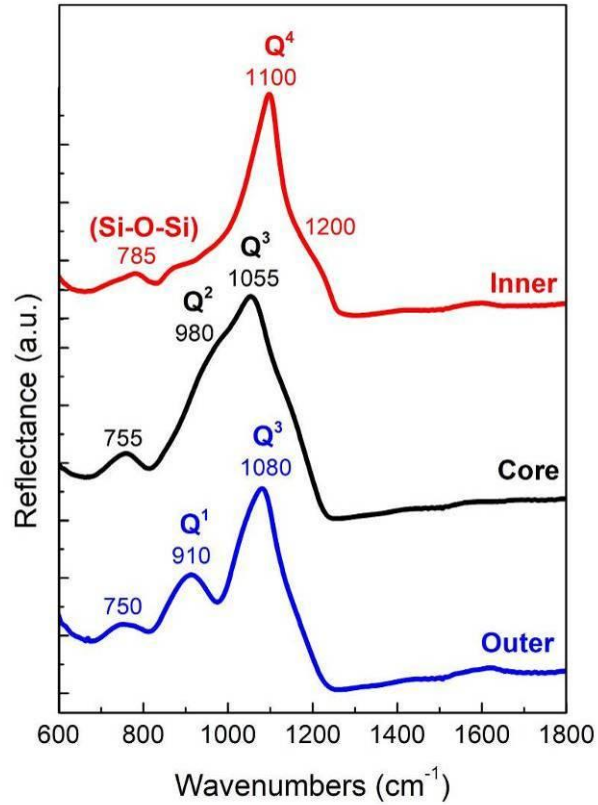 Q⁴
1100
(Si-O-Si)
785
1200
Inner
Q³
1055
Q²
980
755
Core
Q³
1080
Q¹
910
750
Outer
Reflectance (a.u.)
600 800 1000 1200 1400 1600 1800
Wavenumbers (cm⁻¹)